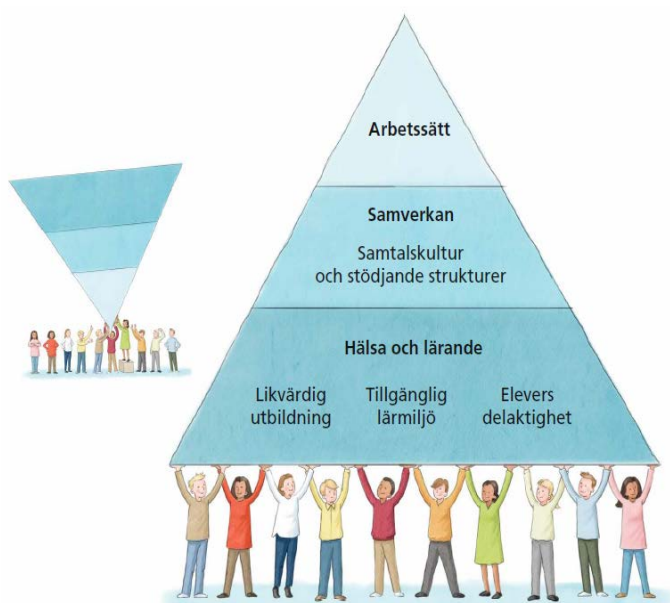 Arbetssätt
Samverkan
Samtalskultur
och stödjande strukturer
Hälsa och lärande
Likvärdig
utbildning
Tillgänglig
lärmiljö
Elevers
delaktighet